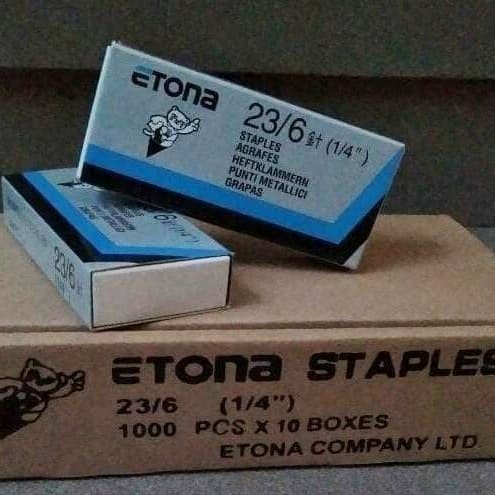 ETONA
23/6 針 (1/4")
STAPLES
AGRAFES
HEFTKLAMMERN
PUNTI METALLICI
GRAPAS
23/6
ETONA STAPLES
23/6 (1/4")
1000 PCS X 10 BOXES
ETONA COMPANY LTD